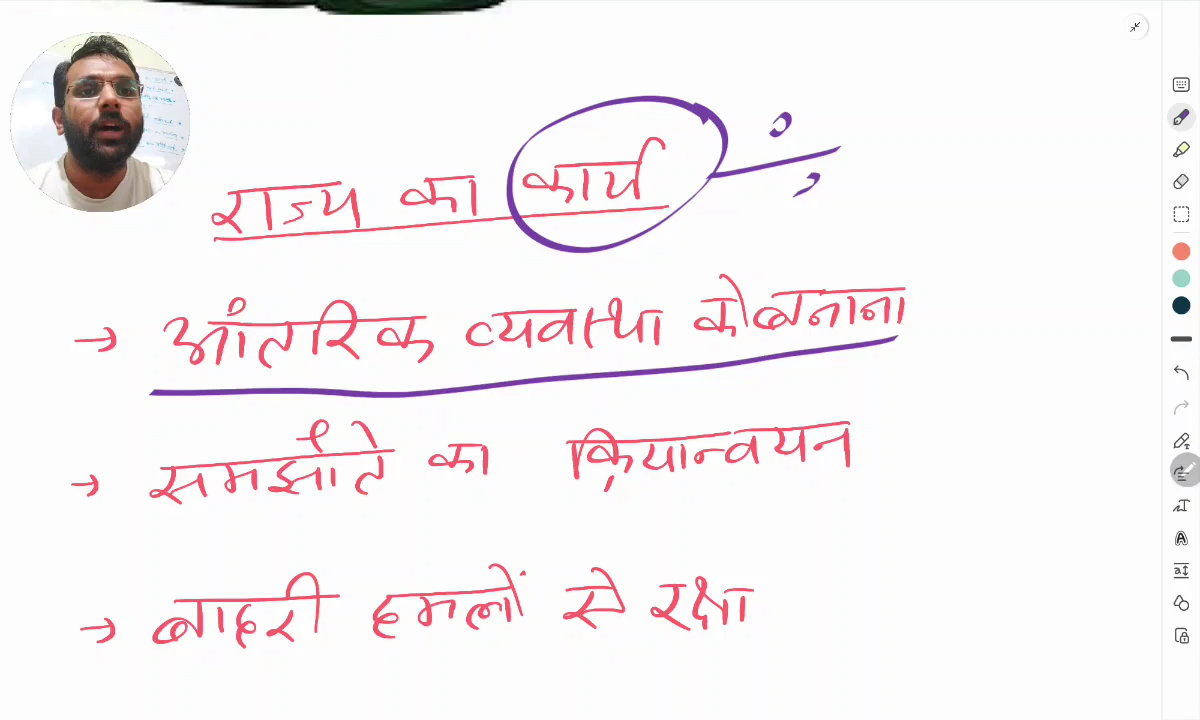 राज्य का कार्य
→ आंतरिक व्यवस्था को बनाना
→ समझौते का क्रियान्वयन
→ बाहरी हमलों से रक्षा